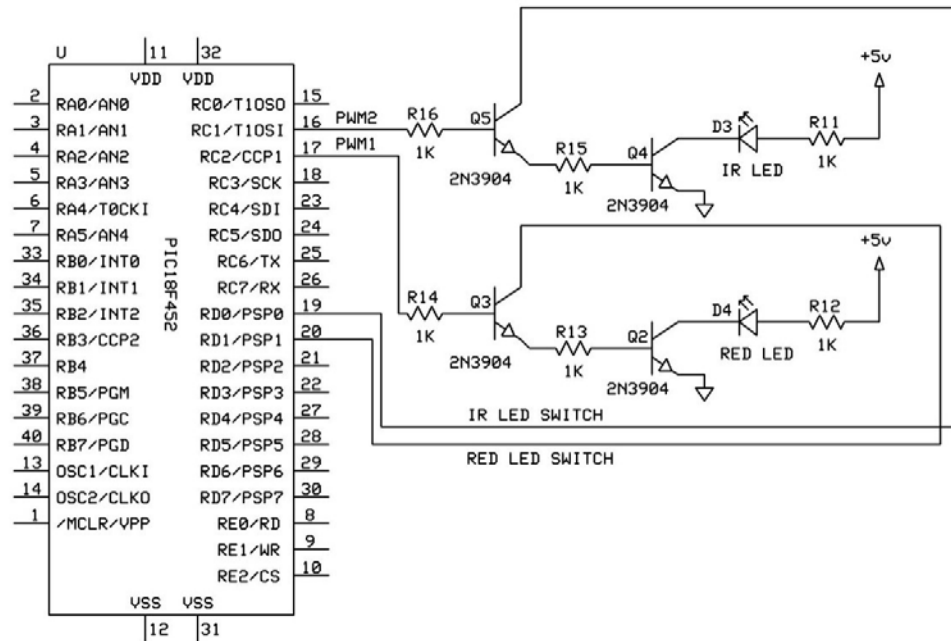 U
11 32
VDD VDD
2 RA0/AN0 RC0/T1OSO 15
3 RA1/AN1 RC1/T1OSI 16
4 RA2/AN2 RC2/CCP1 17
5 RA3/AN3 RC3/SCK 18
6 RA4/T0CKI RC4/SDI 23
7 RA5/AN4 RC5/SDO 24
33 RB0/INT0 RC6/TX 25
34 RB1/INT1 RC7/RX 26
35 RB2/INT2 RD0/PSP0 19
36 RB3/CCP2 RD1/PSP1 20
37 RB4 RD2/PSP2 21
38 RB5/PGM RD3/PSP3 22
39 RB6/PGC RD4/PSP4 27
40 RB7/PGD RD5/PSP5 28
13 OSC1/CLKI RD6/PSP6 29
14 OSC2/CLKO RD7/PSP7 30
1 /MCLR/VPP RE0/RD 8
RE1/WR 9
RE2/CS 10
PIC18F452
VSS VSS
12 31
PWM2
PWM1
R16
1K
Q5
2N3904
R15
1K
Q4
2N3904
D3
IR LED
R11
1K
+5v
R14
1K
Q3
2N3904
R13
1K
Q2
2N3904
D4
RED LED
R12
1K
+5v
IR LED SWITCH
RED LED SWITCH